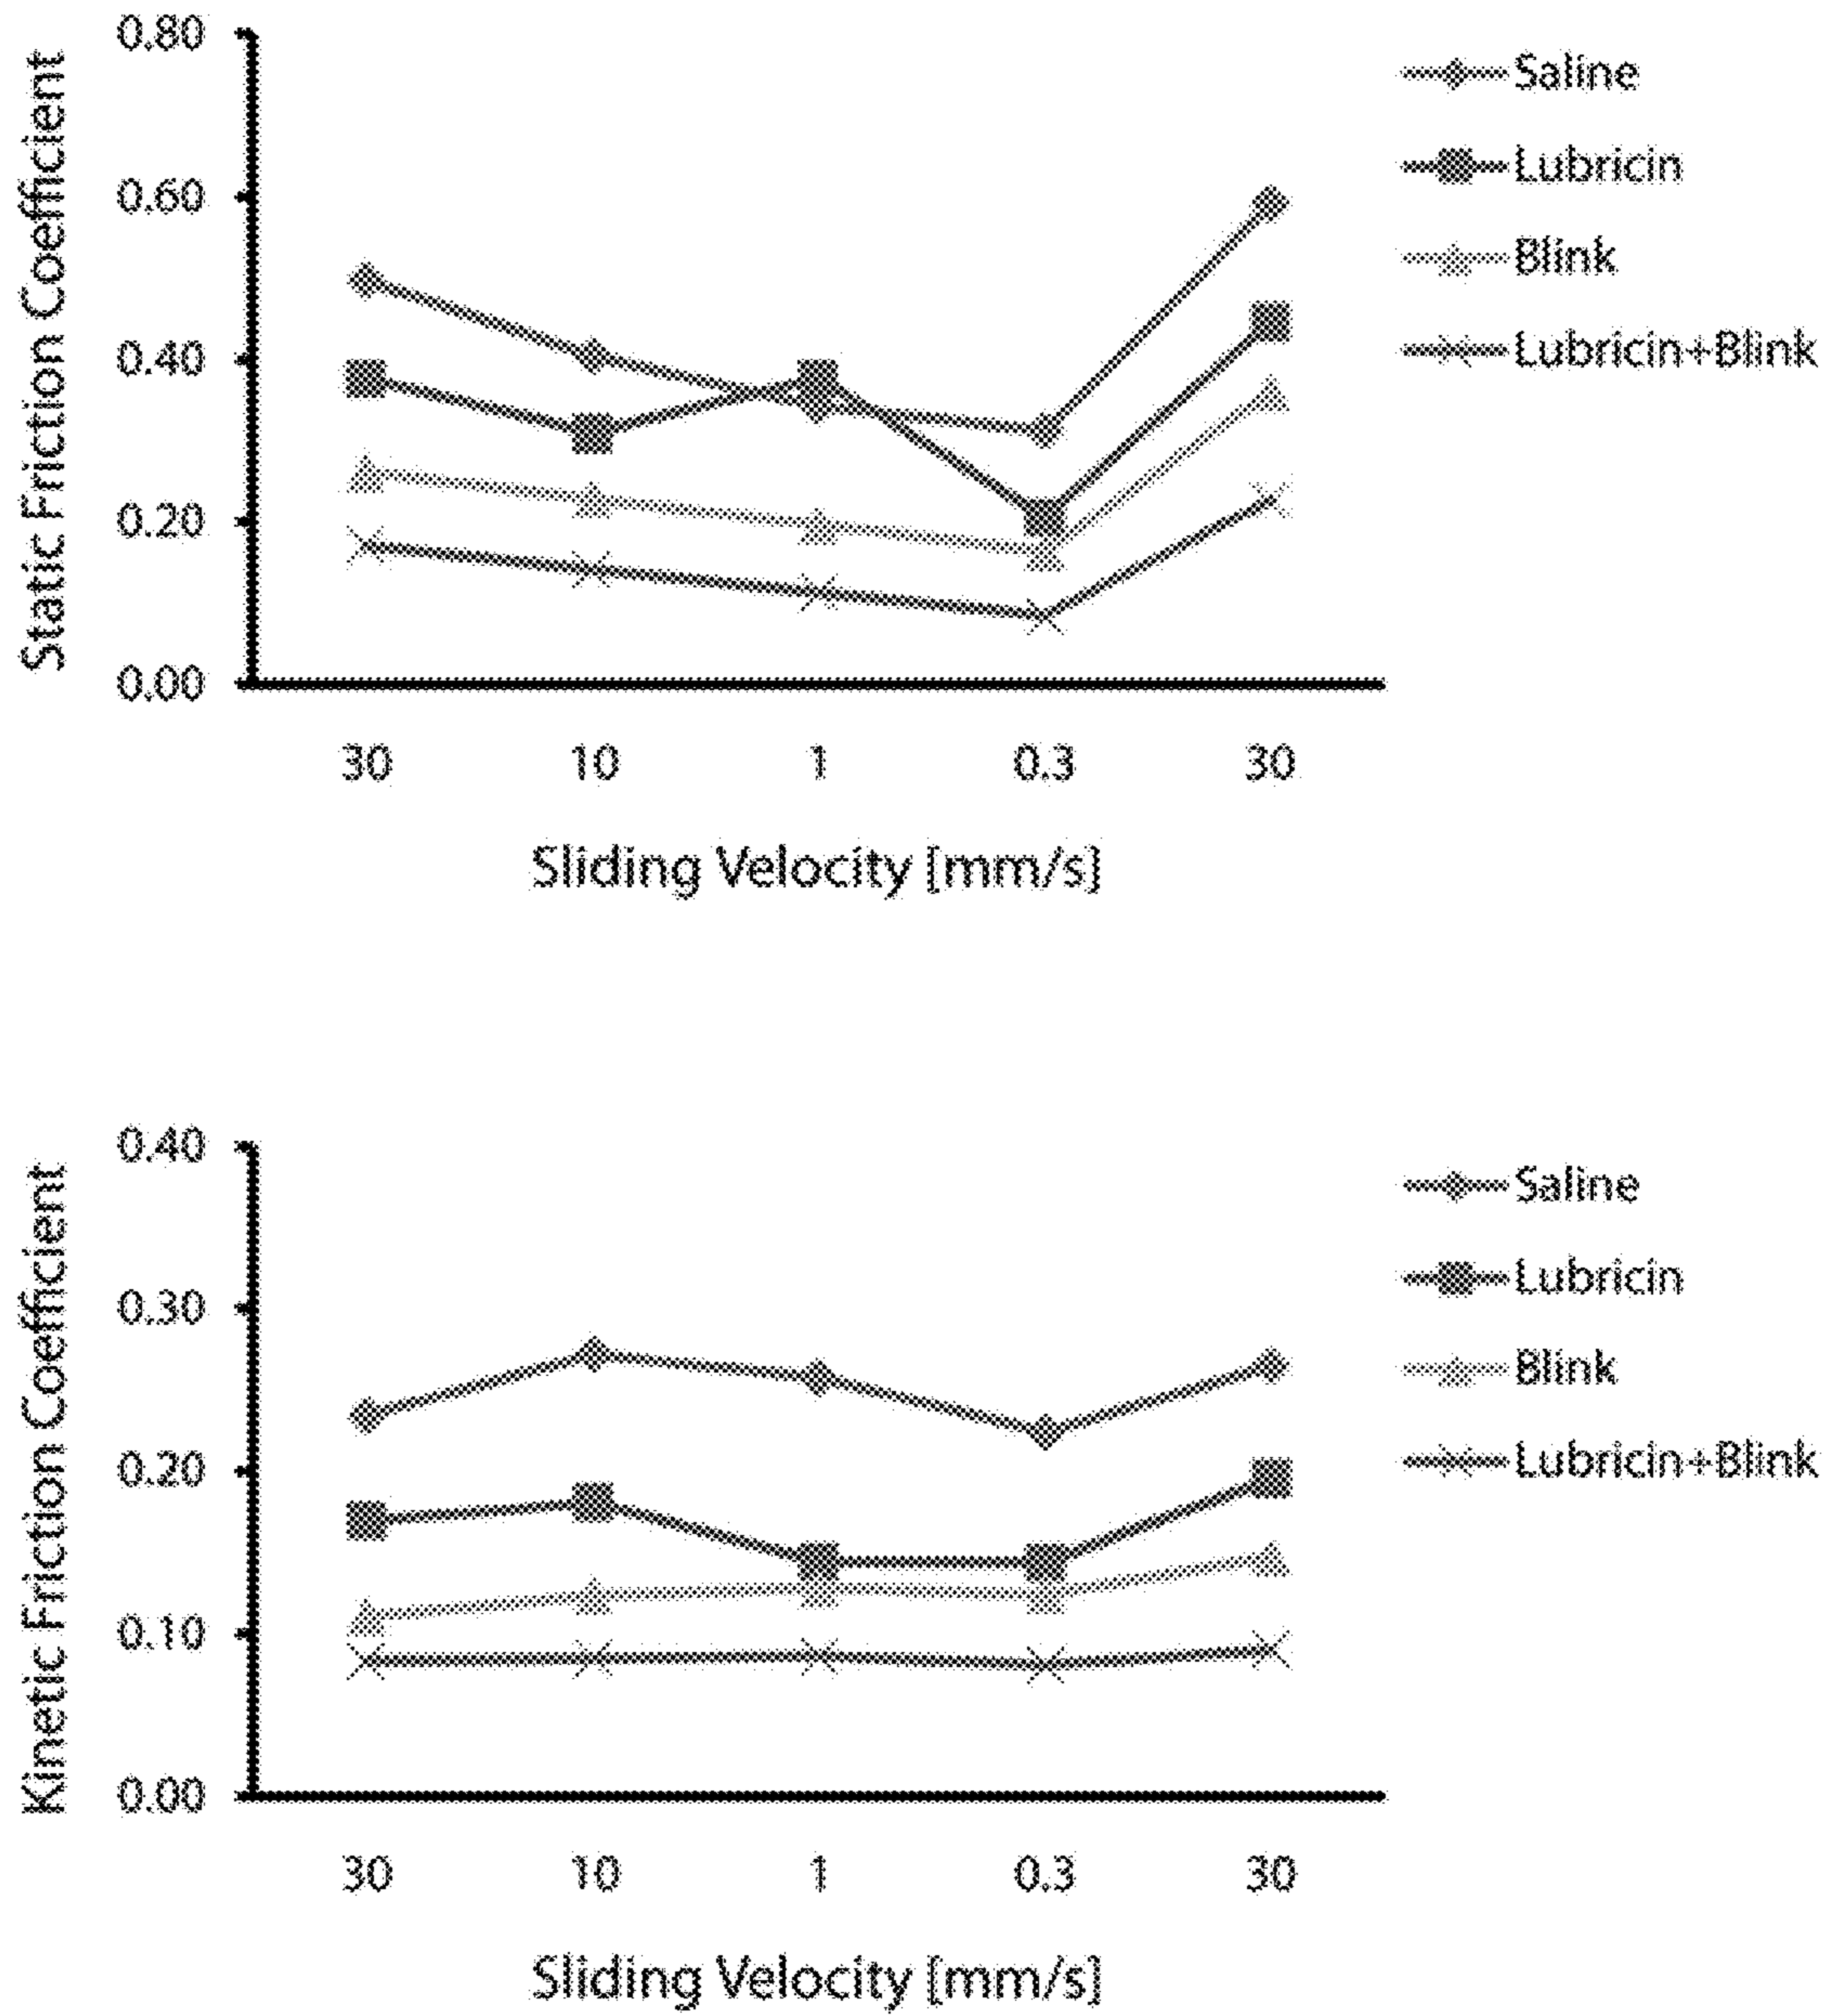 Static Friction Coefficient
0.80
0.60
0.40
0.20
0.00
30 10 1 0.3 30
Sliding Velocity [mm/s]
Saline
Lubricin
Blink
Lubricin+Blink
Kinetic Friction Coefficient
0.40
0.30
0.20
0.10
0.00
30 10 1 0.3 30
Sliding Velocity [mm/s]
Saline
Lubricin
Blink
Lubricin+Blink